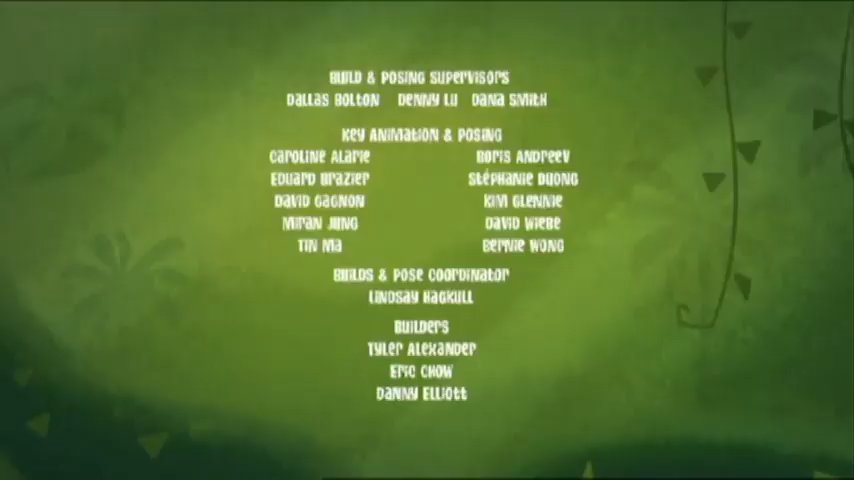 BUILD & POSING SUPERVISORS
DALLAS BOLTON DENNY LU DANA SMITH
KEY ANIMATION & POSING
CAROLINE ALARIE BORIS ANDREEV
EDUARD BRAZIER STÉPHANIE DUONG
DAVID GAGNON KIM GLENNIE
MIRAN JUNG DAVID WIEBE
TIN MA BERNIE WONG
BUILDS & POSE COORDINATOR
LINDSAY HAGKULL
BUILDERS
TYLER ALEXANDER
ERIC CHOW
DANNY ELLIOTT